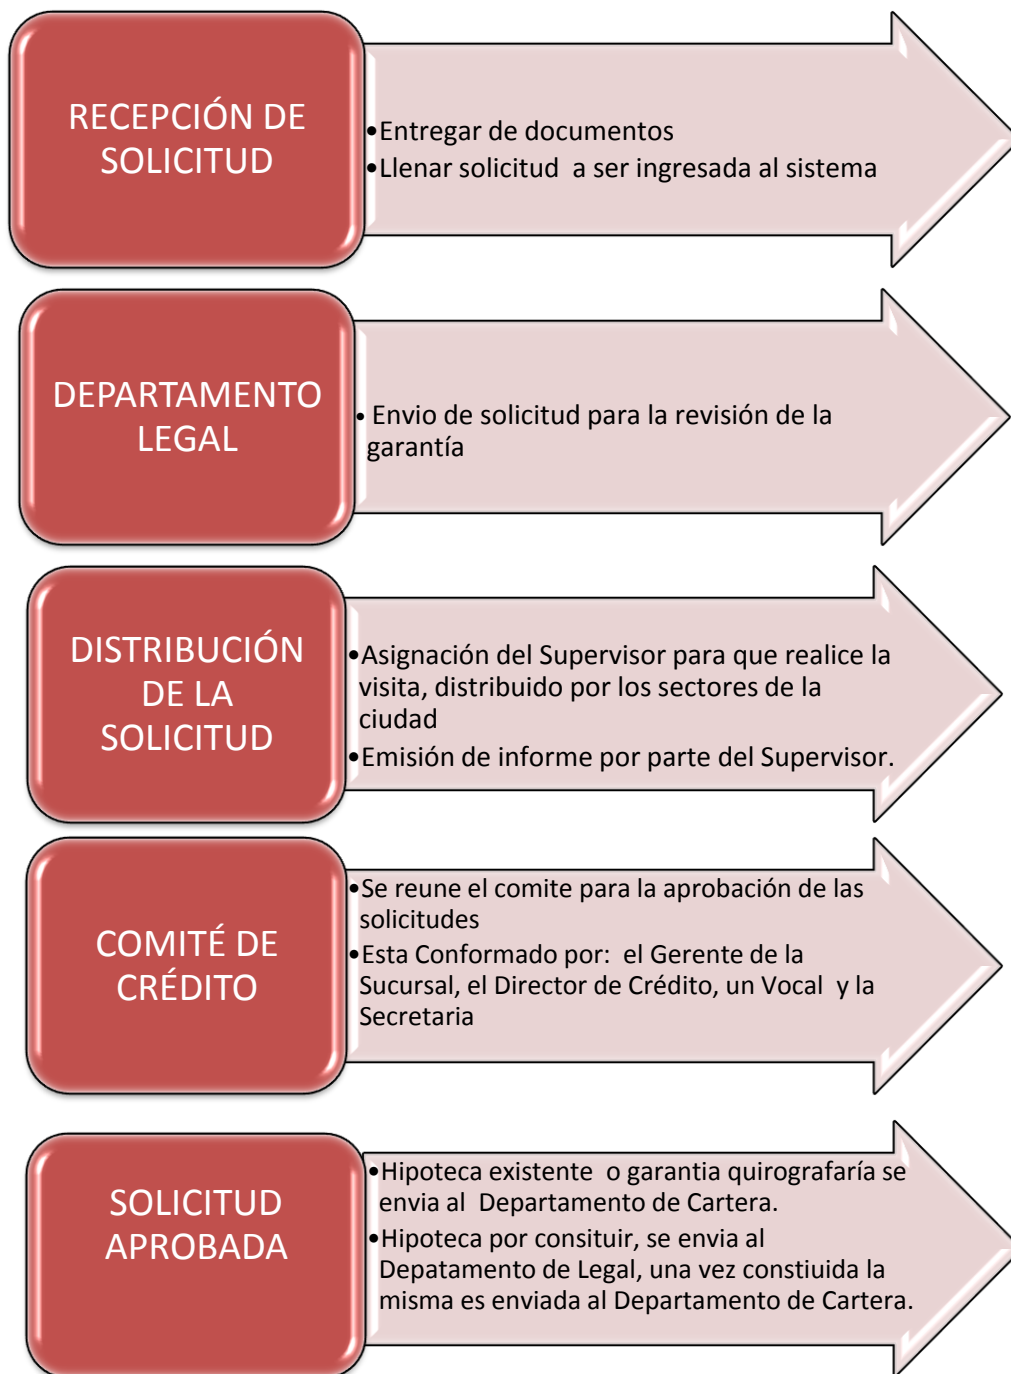 RECEPCIÓN DE
SOLICITUD
•Entregar de documentos
•Llenar solicitud a ser ingresada al sistema
DEPARTAMENTO
LEGAL
• Envio de solicitud para la revisión de la
garantía
DISTRIBUCIÓN
DE LA
SOLICITUD
•Asignación del Supervisor para que realice la
visita, distribuido por los sectores de la
ciudad
•Emisión de informe por parte del Supervisor.
COMITÉ DE
CRÉDITO
•Se reune el comite para la aprobación de las
solicitudes
•Esta Conformado por: el Gerente de la
Sucursal, el Director de Crédito, un Vocal y la
Secretaria
SOLICITUD
APROBADA
•Hipoteca existente o garantia quirografaría se
envia al Departamento de Cartera.
•Hipoteca por consituir, se envia al
Depatamento de Legal, una vez constiuida la
misma es enviada al Departamento de Cartera.